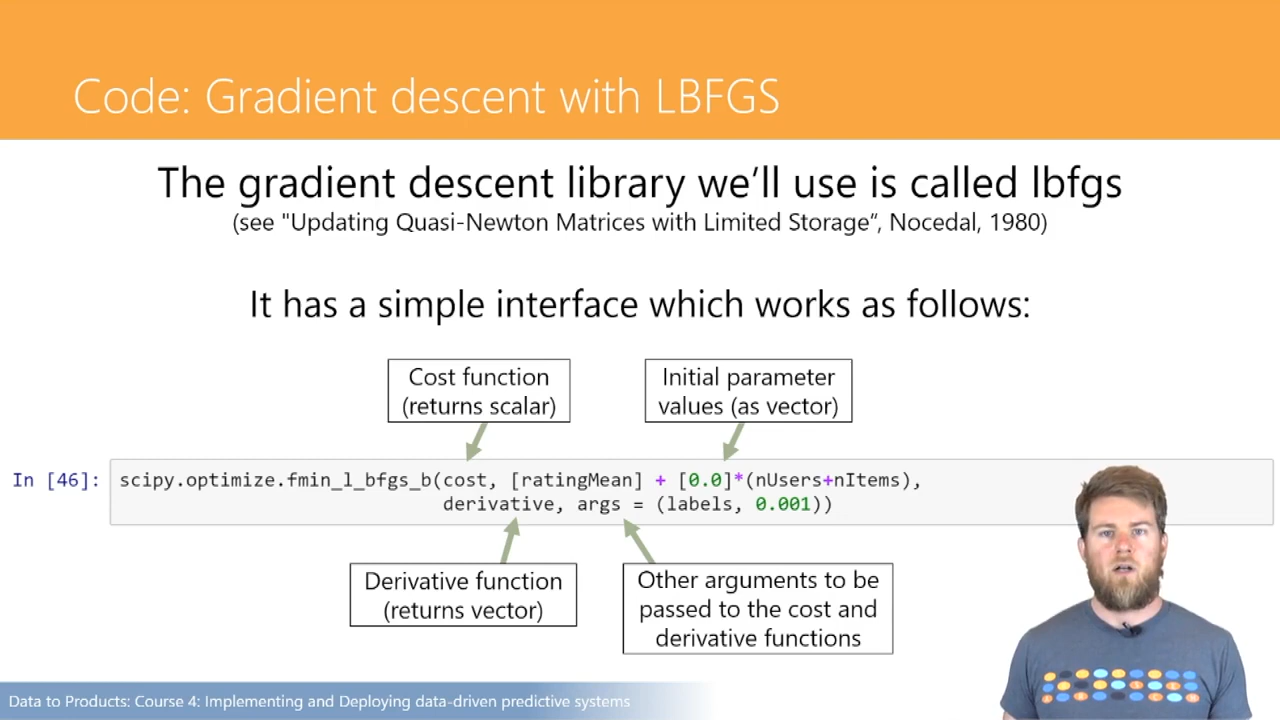 Code: Gradient descent with LBFGS
The gradient descent library we'll use is called lbfgs
(see "Updating Quasi-Newton Matrices with Limited Storage“, Nocedal, 1980)
It has a simple interface which works as follows:
Cost function
(returns scalar)
Initial parameter
values (as vector)
In [46]: scipy.optimize.fmin_l_bfgs_b(cost, [ratingMean] + [0.0]*(nUsers+nItems),
derivative, args = (labels, 0.001))
Derivative function
(returns vector)
Other arguments to be
passed to the cost and
derivative functions
Data to Products: Course 4: Implementing and Deploying data-driven predictive systems